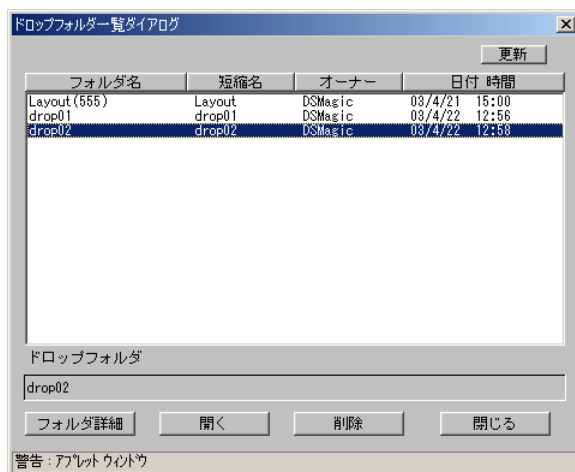 ドロップフォルダ一覧ダイアログ
更新
フォルダ名 短縮名 オーナー 日付 時間
Layout(555) Layout DSMagic 03/4/21 15:00
drop01 drop01 DSMagic 03/4/22 12:56
drop02 drop02 DSMagic 03/4/22 12:58
ドロップフォルダ
drop02
フォルダ詳細 開く 削除 閉じる
警告 : アプレット ウィンドウ